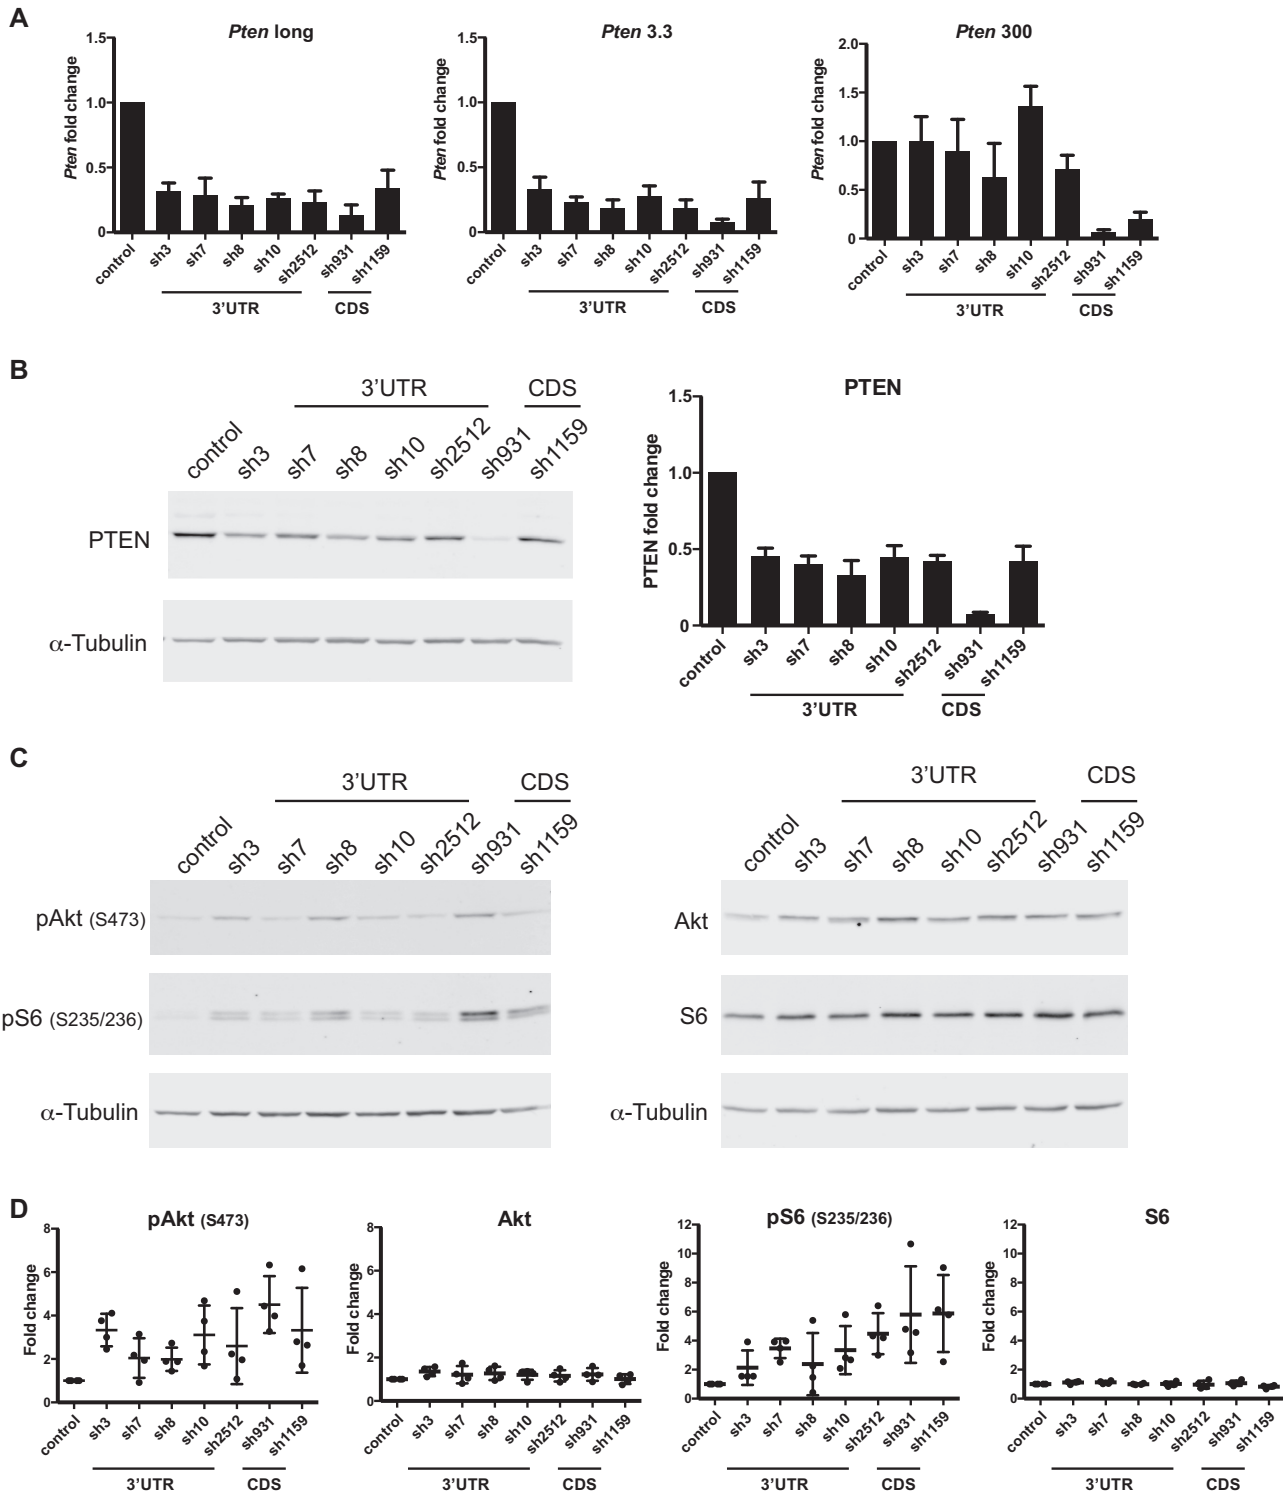 A
Pten long
Pten fold change
1.5
1.0
0.5
0
control
sh3
sh7
sh8
sh10
sh2512
sh931
sh1159
3'UTR
CDS
Pten 3.3
Pten fold change
1.5
1.0
0.5
0
control
sh3
sh7
sh8
sh10
sh2512
sh931
sh1159
3'UTR
CDS
Pten 300
Pten fold change
2.0
1.5
1.0
0.5
0
control
sh3
sh7
sh8
sh10
sh2512
sh931
sh1159
3'UTR
CDS
B
3'UTR
CDS
control
sh3
sh7
sh8
sh10
sh2512
sh931
sh1159
PTEN
α-Tubulin
PTEN
PTEN fold change
1.5
1.0
0.5
0
control
sh3
sh7
sh8
sh10
sh2512
sh931
sh1159
3'UTR
CDS
C
3'UTR
CDS
control
sh3
sh7
sh8
sh10
sh2512
sh931
sh1159
pAkt (S473)
pS6 (S235/236)
α-Tubulin
3'UTR
CDS
control
sh3
sh7
sh8
sh10
sh2512
sh931
sh1159
Akt
S6
α-Tubulin
D
pAkt (S473)
Fold change
8
6
4
2
0
control
sh3
sh7
sh8
sh10
sh2512
sh931
sh1159
3'UTR
CDS
Akt
Fold change
8
6
4
2
0
control
sh3
sh7
sh8
sh10
sh2512
sh931
sh1159
3'UTR
CDS
pS6 (S235/236)
Fold change
12
10
8
6
4
2
0
control
sh3
sh7
sh8
sh10
sh2512
sh931
sh1159
3'UTR
CDS
S6
Fold change
12
10
8
6
4
2
0
control
sh3
sh7
sh8
sh10
sh2512
sh931
sh1159
3'UTR
CDS